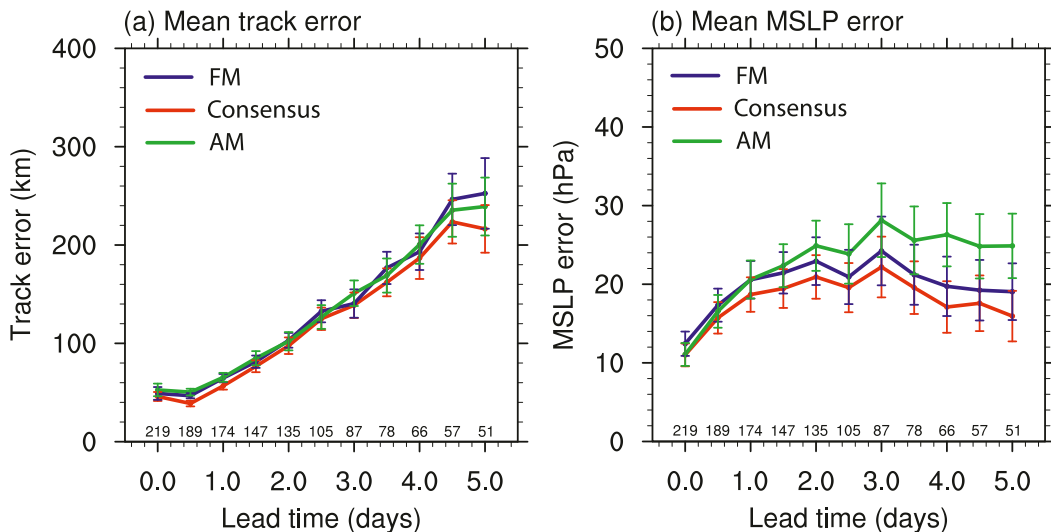 (a) Mean track error
400
300
200
100
0
Track error (km)
FM
Consensus
AM
219 189 174 147 135 105 87 78 66 57 51
0.0 1.0 2.0 3.0 4.0 5.0
Lead time (days)
(b) Mean MSLP error
50
40
30
20
10
0
MSLP error (hPa)
FM
Consensus
AM
219 189 174 147 135 105 87 78 66 57 51
0.0 1.0 2.0 3.0 4.0 5.0
Lead time (days)